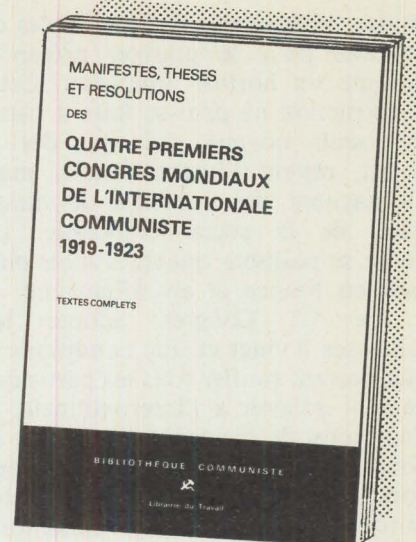 MANIFESTES, THESES
ET RESOLUTIONS
DES
QUATRE PREMIERS
CONGRES MONDIAUX
DE L'INTERNATIONALE
COMMUNISTE
1919-1923
TEXTES COMPLETS
BIBLIOTHÈQUE COMMUNISTE
Librairie du Travail